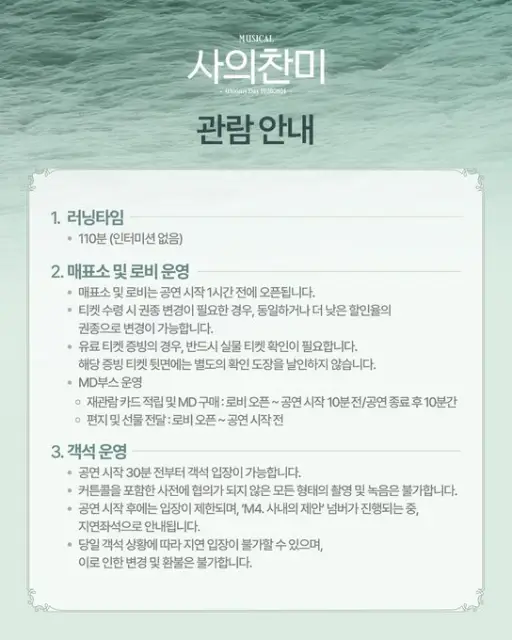 MUSICAL
사의찬미
관람 안내
1. 러닝타임
• 110분 (인터미션 없음)
2. 매표소 및 로비 운영
• 매표소 및 로비는 공연 시작 1시간 전에 오픈됩니다.
• 티켓 수령 시 권종 변경이 필요한 경우, 동일하거나 더 낮은 할인율의
권종으로 변경이 가능합니다.
• 유료 티켓 증빙의 경우, 반드시 실물 티켓 확인이 필요합니다.
해당 증빙 티켓 뒷면에는 별도의 확인 도장을 날인하지 않습니다.
• MD부스 운영
○ 재관람 카드 적립 및 MD 구매 : 로비 오픈 ~ 공연 시작 10분 전/공연 종료 후 10분간
○ 편지 및 선물 전달 : 로비 오픈 ~ 공연 시작 전
3. 객석 운영
• 공연 시작 30분 전부터 객석 입장이 가능합니다.
• 커튼콜을 포함한 사전에 협의가 되지 않은 모든 형태의 촬영 및 녹음은 불가합니다.
• 공연 시작 후에는 입장이 제한되며, ‘M4. 사내의 제안’ 넘버가 진행되는 중,
지연좌석으로 안내됩니다.
• 당일 객석 상황에 따라 지연 입장이 불가할 수 있으며,
이로 인한 변경 및 환불은 불가합니다.